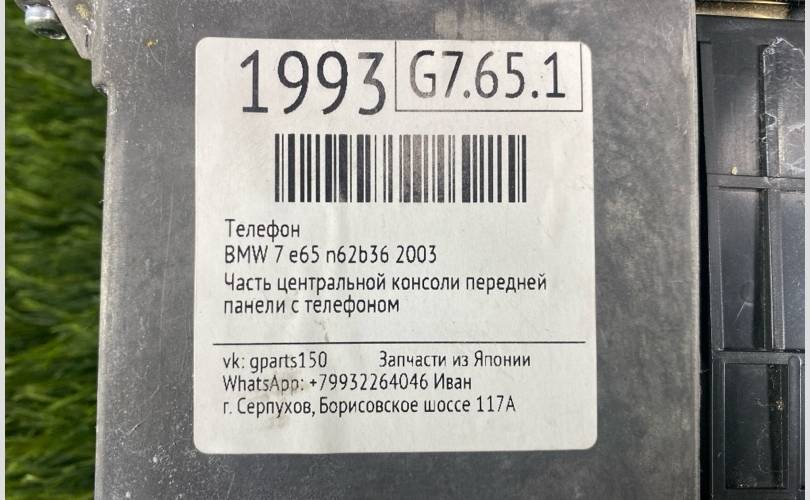 1993 G7.65.1
Телефон
BMW 7 e65 n62b36 2003
Часть центральной консоли передней
панели с телефоном
vk: gparts150 Запчасти из Японии
WhatsApp: +79932264046 Иван
г. Серпухов, Борисовское шоссе 117А